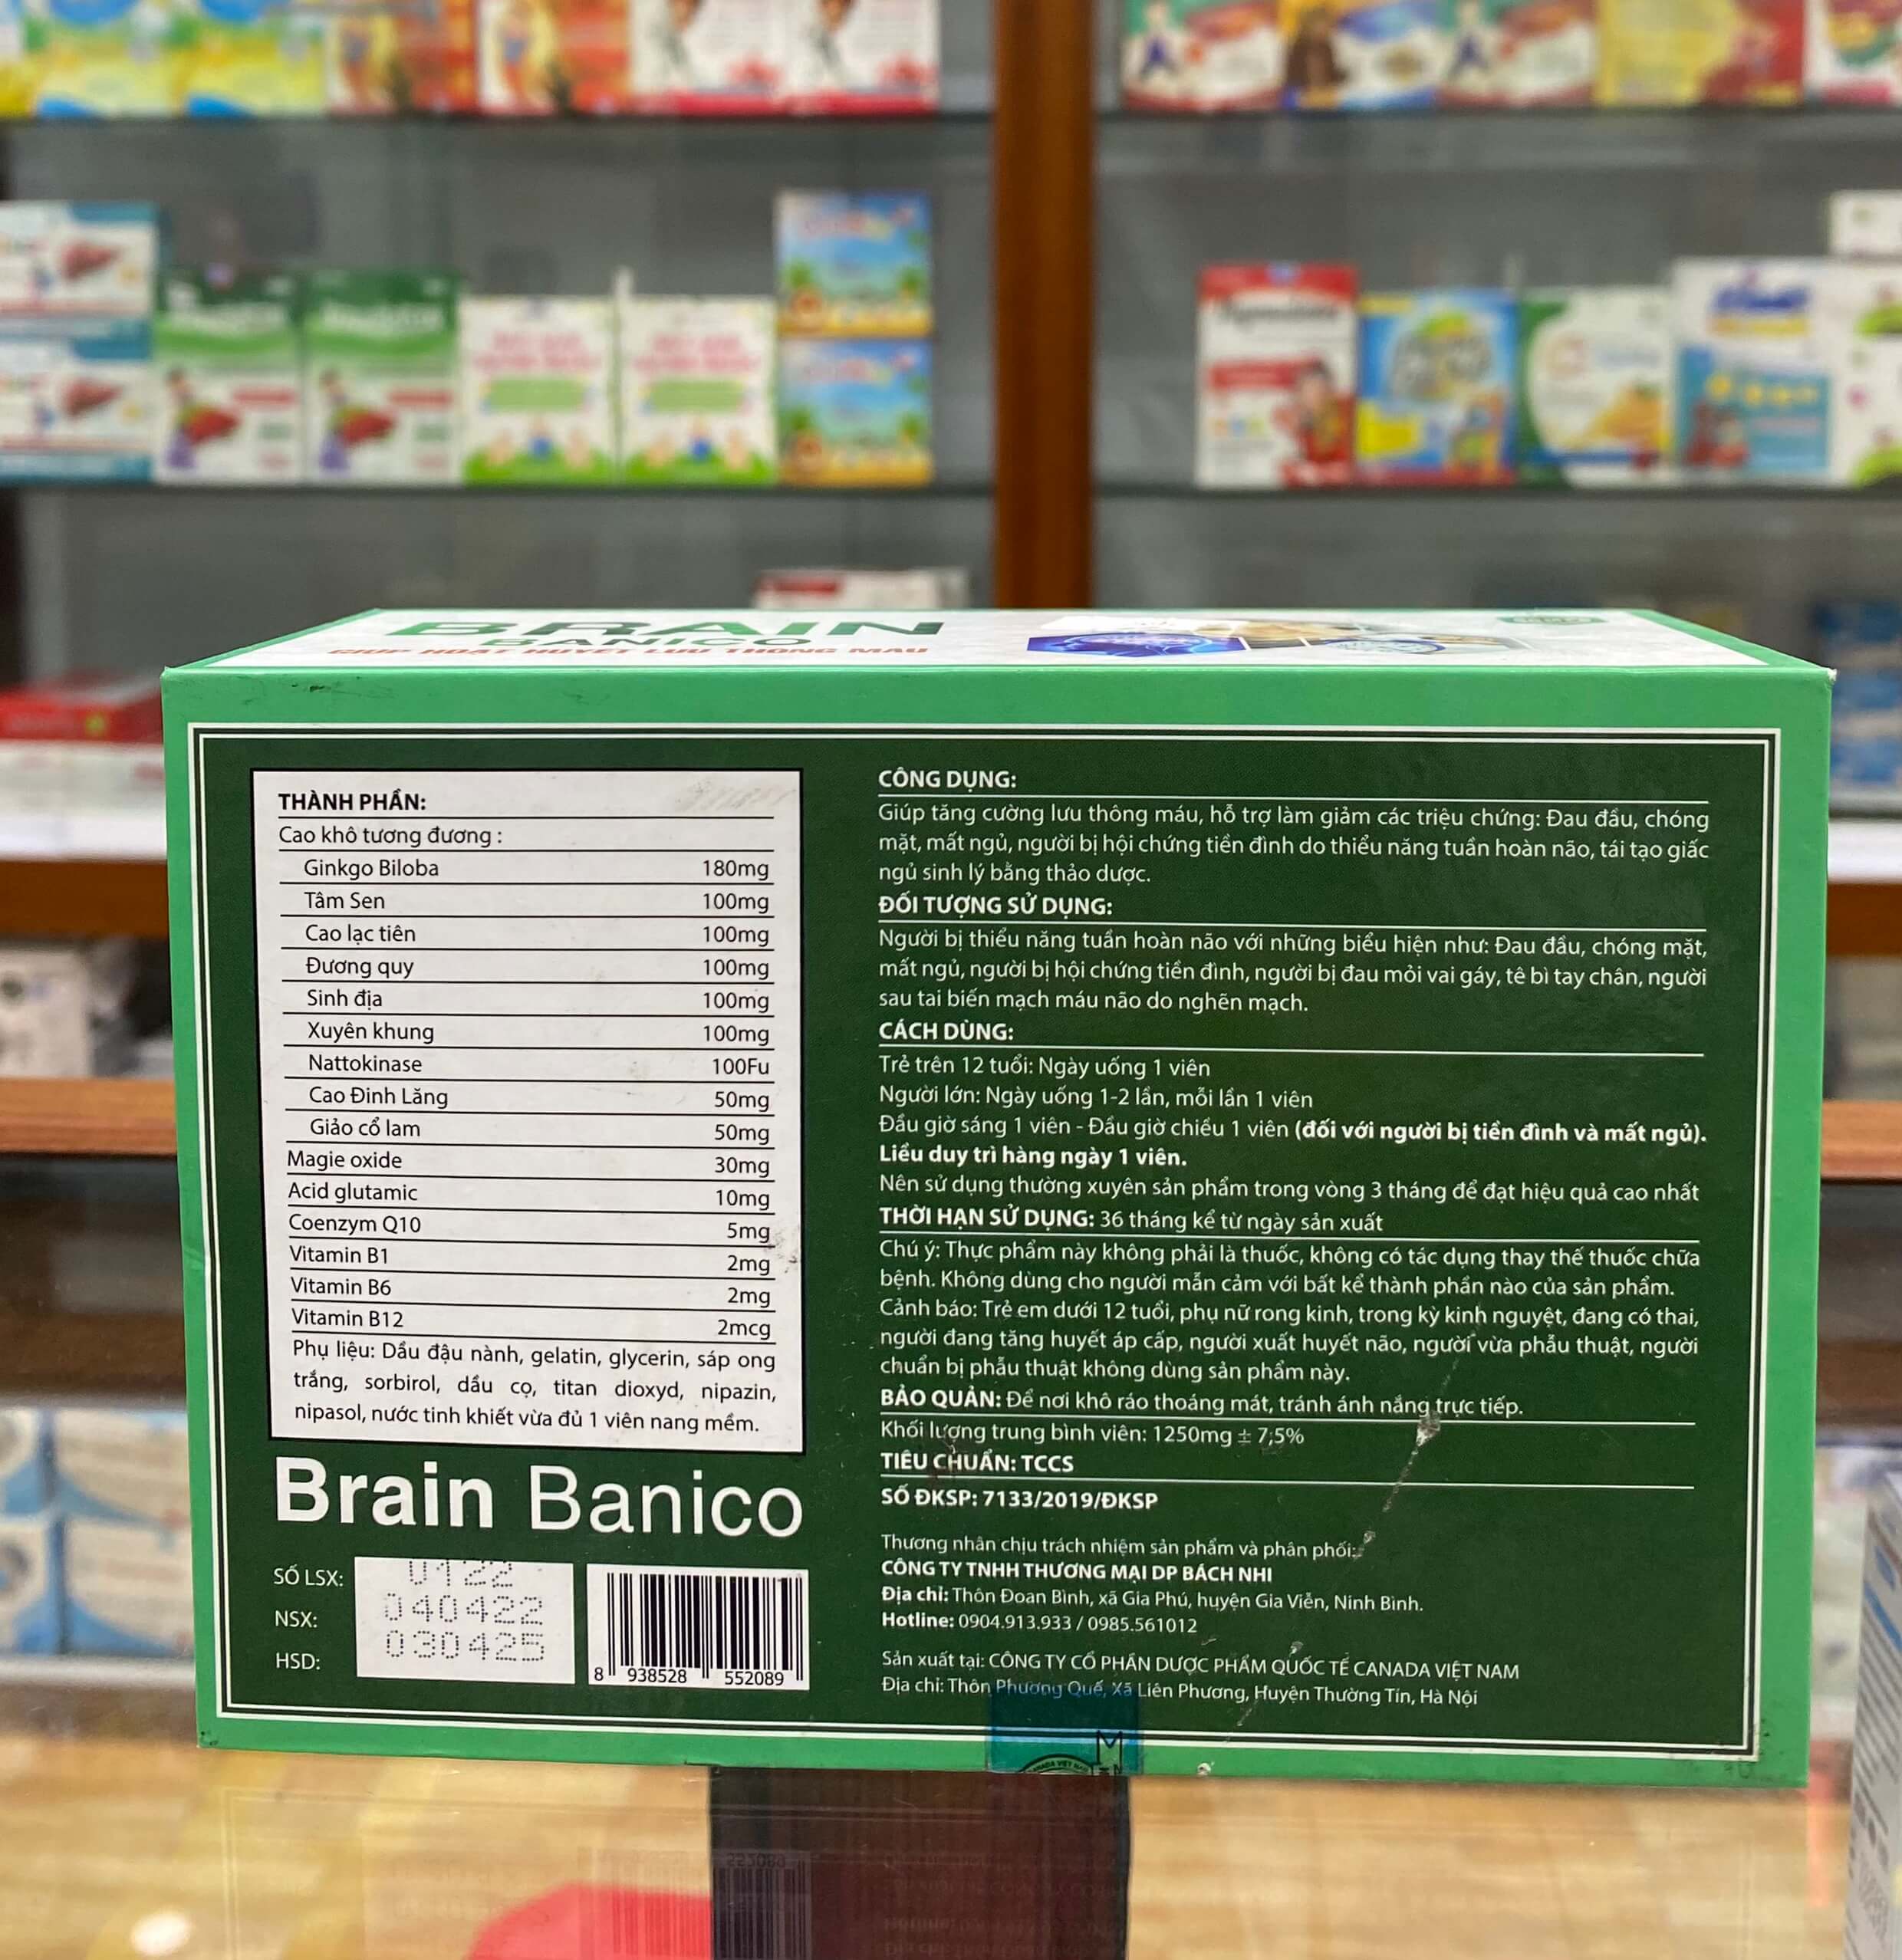 BRAIN
BANICO
GIÚP HOẠT HUYẾT LƯU THÔNG MÁU
THÀNH PHẦN:
Cao khô tương đương :
Ginkgo Biloba 180mg
Tâm Sen 100mg
Cao lạc tiên 100mg
Đương quy 100mg
Sinh địa 100mg
Xuyên khung 100mg
Nattokinase 100Fu
Cao Đinh Lăng 50mg
Giảo cổ lam 50mg
Magie oxide 30mg
Acid glutamic 10mg
Coenzym Q10 5mg
Vitamin B1 2mg
Vitamin B6 2mg
Vitamin B12 2mcg
Phụ liệu: Dầu đậu nành, gelatin, glycerin, sáp ong
trắng, sorbirol, dầu cọ, titan dioxyd, nipazin,
nipasol, nước tinh khiết vừa đủ 1 viên nang mềm.
Brain Banico
SỐ LSX: 0122
NSX: 040422
HSD: 030425
8 938528 552089
CÔNG DỤNG:
Giúp tăng cường lưu thông máu, hỗ trợ làm giảm các triệu chứng: Đau đầu, chóng
mặt, mất ngủ, người bị hội chứng tiền đình do thiểu năng tuần hoàn não, tái tạo giấc
ngủ sinh lý bằng thảo dược.
ĐỐI TƯỢNG SỬ DỤNG:
Người bị thiểu năng tuần hoàn não với những biểu hiện như: Đau đầu, chóng mặt,
mất ngủ, người bị hội chứng tiền đình, người bị đau mỏi vai gáy, tê bì tay chân, người
sau tai biến mạch máu não do nghẽn mạch.
CÁCH DÙNG:
Trẻ trên 12 tuổi: Ngày uống 1 viên
Người lớn: Ngày uống 1-2 lần, mỗi lần 1 viên
Đầu giờ sáng 1 viên - Đầu giờ chiều 1 viên (đối với người bị tiền đình và mất ngủ).
Liều duy trì hàng ngày 1 viên.
Nên sử dụng thường xuyên sản phẩm trong vòng 3 tháng để đạt hiệu quả cao nhất
THỜI HẠN SỬ DỤNG: 36 tháng kể từ ngày sản xuất
Chú ý: Thực phẩm này không phải là thuốc, không có tác dụng thay thế thuốc chữa
bệnh. Không dùng cho người mẫn cảm với bất kể thành phần nào của sản phẩm.
Cảnh báo: Trẻ em dưới 12 tuổi, phụ nữ rong kinh, trong kỳ kinh nguyệt, đang có thai,
người đang tăng huyết áp cấp, người xuất huyết não, người vừa phẫu thuật, người
chuẩn bị phẫu thuật không dùng sản phẩm này.
BẢO QUẢN: Để nơi khô ráo thoáng mát, tránh ánh nắng trực tiếp.
Khối lượng trung bình viên: 1250mg ± 7,5%
TIÊU CHUẨN: TCCS
SỐ ĐKSP: 7133/2019/ĐKSP
Thương nhân chịu trách nhiệm sản phẩm và phân phối:
CÔNG TY TNHH THƯƠNG MẠI DP BÁCH NHI
Địa chỉ: Thôn Đoan Bình, xã Gia Phú, huyện Gia Viễn, Ninh Bình.
Hotline: 0904.913.933 / 0985.561012
Sản xuất tại: CÔNG TY CỔ PHẦN DƯỢC PHẨM QUỐC TẾ CANADA VIỆT NAM
Địa chỉ: Thôn Phương Quế, Xã Liên Phương, Huyện Thường Tín, Hà Nội